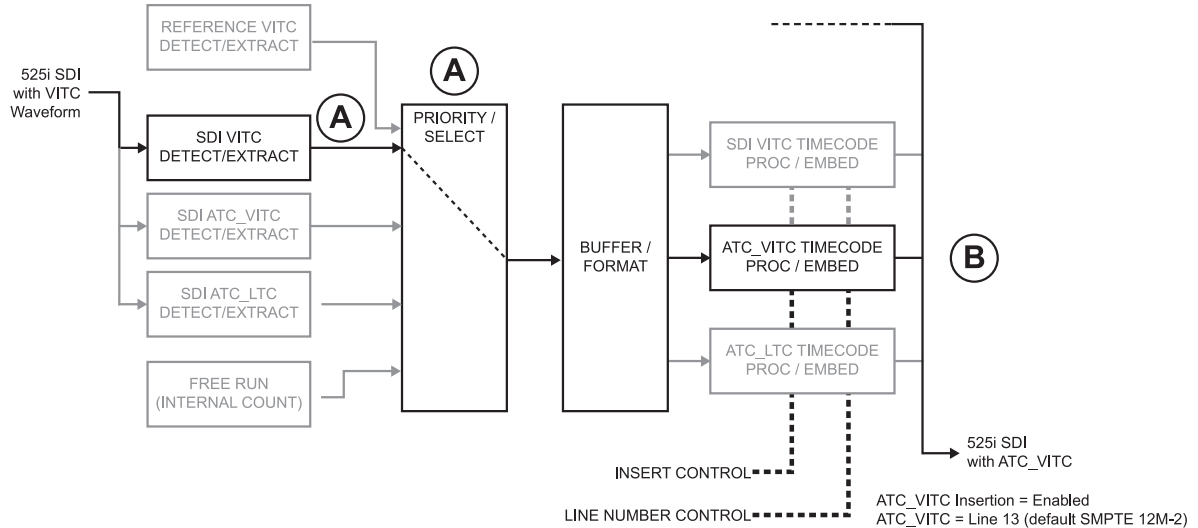 REFERENCE VITC
DETECT/EXTRACT
525i SDI
with VITC
Waveform
A
A
SDI VITC
DETECT/EXTRACT
PRIORITY /
SELECT
SDI ATC_VITC
DETECT/EXTRACT
SDI ATC_LTC
DETECT/EXTRACT
FREE RUN
(INTERNAL COUNT)
BUFFER /
FORMAT
SDI VITC TIMECODE
PROC / EMBED
ATC_VITC TIMECODE
PROC / EMBED
B
ATC_LTC TIMECODE
PROC / EMBED
INSERT CONTROL
LINE NUMBER CONTROL
525i SDI
with ATC_VITC
ATC_VITC Insertion = Enabled
ATC_VITC = Line 13 (default SMPTE 12M-2)